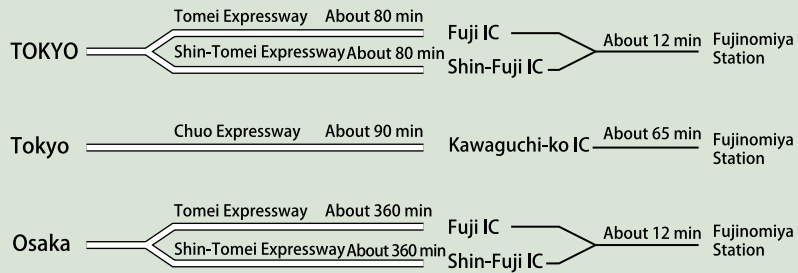 Tomei Expressway About 80 min
Fuji IC
TOKYO
Shin-Tomei Expressway About 80 min
Shin-Fuji IC
About 12 min
Fujinomiya
Station
Tokyo
Chuo Expressway About 90 min
Kawaguchi-ko IC
About 65 min
Fujinomiya
Station
Tomei Expressway About 360 min
Fuji IC
Osaka
Shin-Tomei Expressway About 360 min
Shin-Fuji IC
About 12 min
Fujinomiya
Station